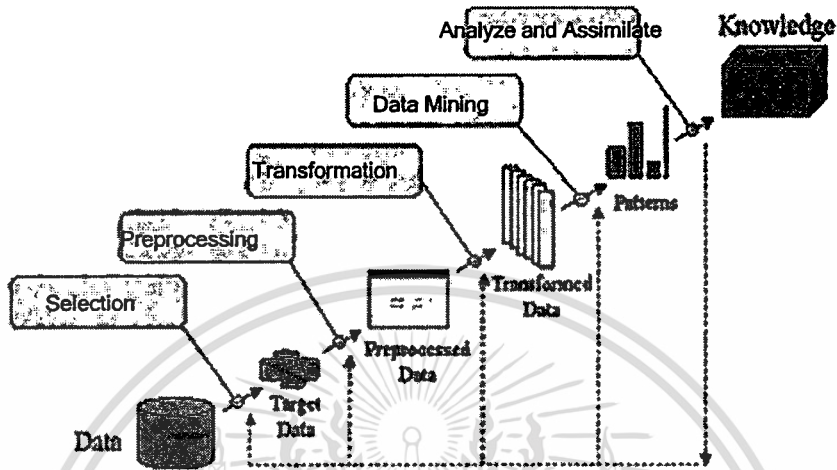 Analyze and Assimilate
Knowledge
Data Mining
Transformation
Patterns
Preprocessing
Transformed
Data
Selection
Preprocessed
Data
Target
Data
Data